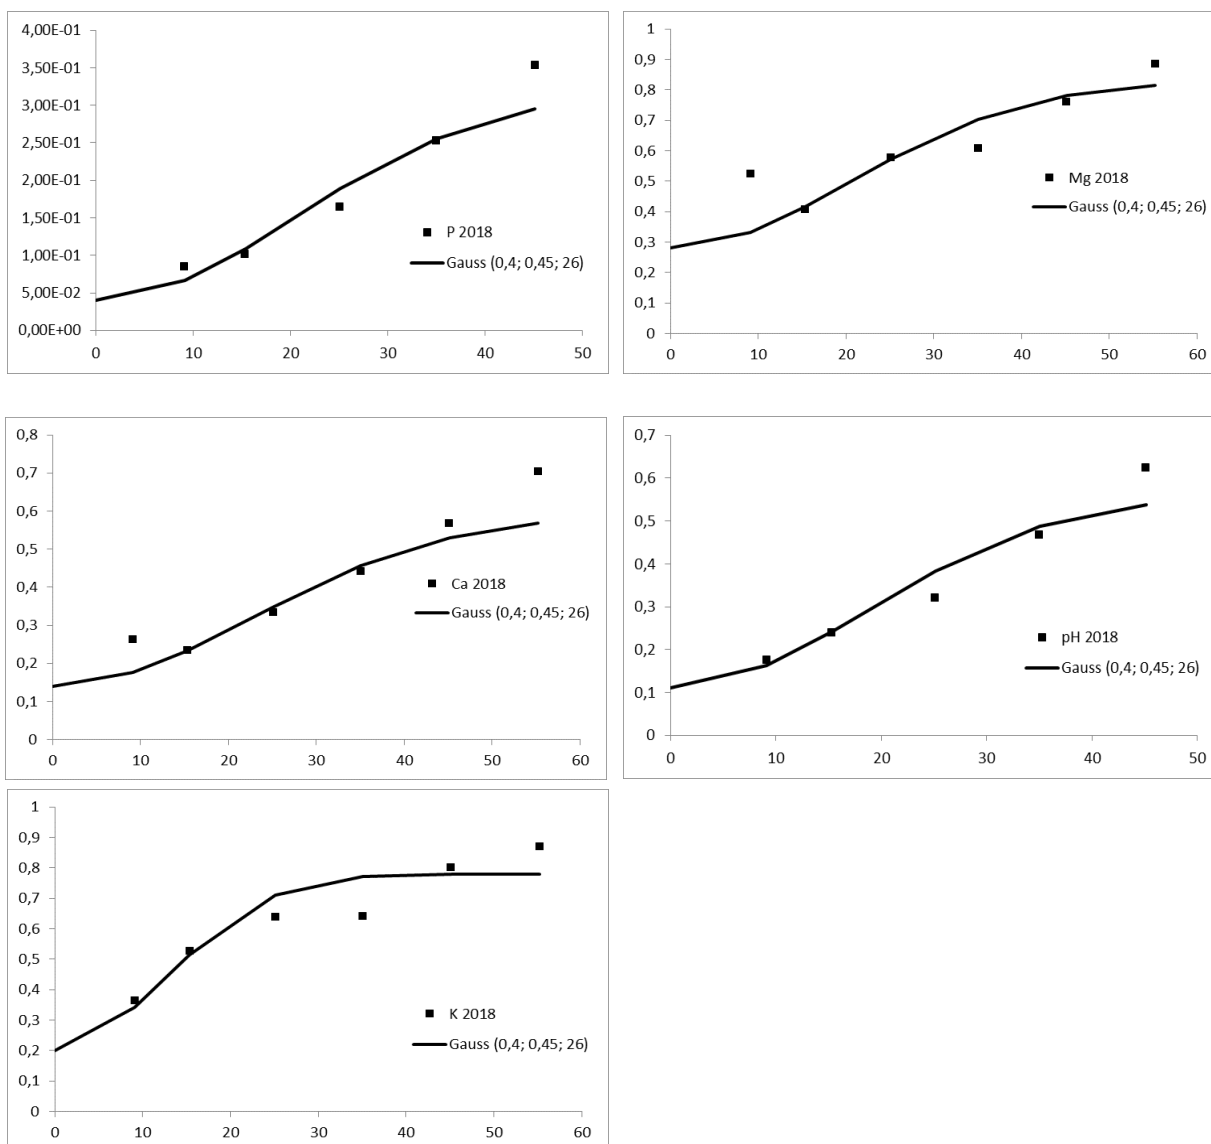 4,00E-01
3,50E-01
3,00E-01
2,50E-01
2,00E-01
1,50E-01
1,00E-01
5,00E-02
0,00E+00
0 10 20 30 40 50
P 2018
Gauss (0,4; 0,45; 26)
1
0,9
0,8
0,7
0,6
0,5
0,4
0,3
0,2
0,1
0
0 10 20 30 40 50 60
Mg 2018
Gauss (0,4; 0,45; 26)
0,8
0,7
0,6
0,5
0,4
0,3
0,2
0,1
0
0 10 20 30 40 50 60
Ca 2018
Gauss (0,4; 0,45; 26)
0,7
0,6
0,5
0,4
0,3
0,2
0,1
0
0 10 20 30 40 50
pH 2018
Gauss (0,4; 0,45; 26)
1
0,9
0,8
0,7
0,6
0,5
0,4
0,3
0,2
0,1
0
0 10 20 30 40 50 60
K 2018
Gauss (0,4; 0,45; 26)